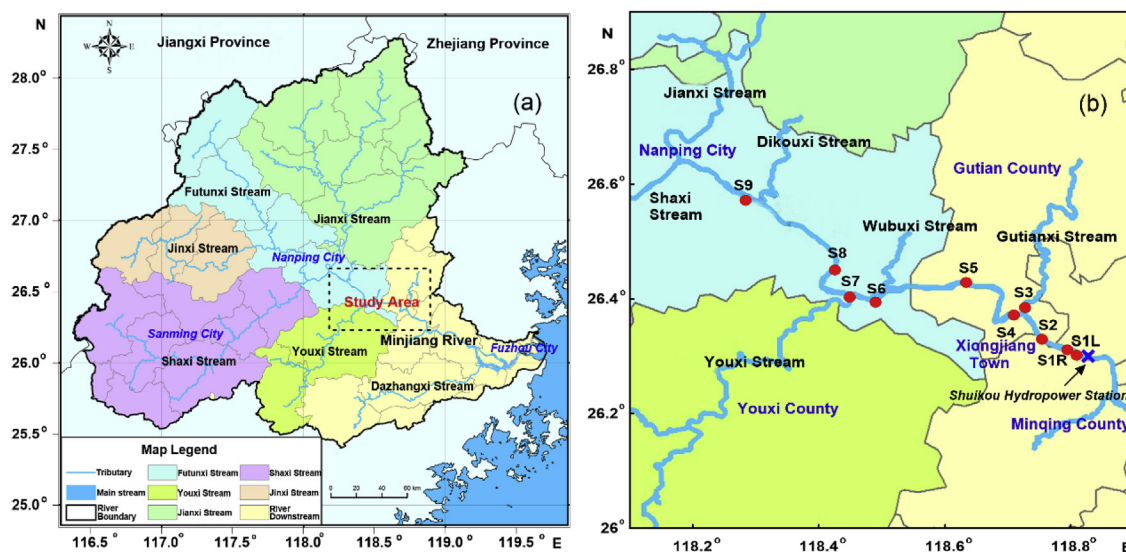 N
Jiangxi Province
Zhejiang Province
N
W
E
S
(a)
28.0°
27.5°
27.0°
26.5°
26.0°
25.5°
25.0°
Futunxi Stream
Jianxi Stream
Jinxi Stream
Nanping City
Study Area
Sanming City
Minjiang River
Shaxi Stream
Youxi Stream
Fuzhou City
Dazhangxi Stream
Map Legend
Tributary
Futunxi Stream
Shaxi Stream
Main stream
Youxi Stream
Jinxi Stream
River Boundary
Jianxi Stream
River Downstream
0 20 60 km
116.5° 117.0° 117.5° 118.0° 118.5° 119.0° 119.5° E
N
(b)
26.8°
26.6°
26.4°
26.2°
26°
Jianxi Stream
Dikouxi Stream
Nanping City
Gutian County
Shaxi
Stream
S9
Wubuxi Stream
Gutianxi Stream
S8
S5
S7
S6
S3
S4
S2
Xiongjiang
Town
S1L
S1R
Youxi Stream
Shuikou Hydropower Station
Youxi County
Minqing County
118.2° 118.4° 118.6° 118.8° E